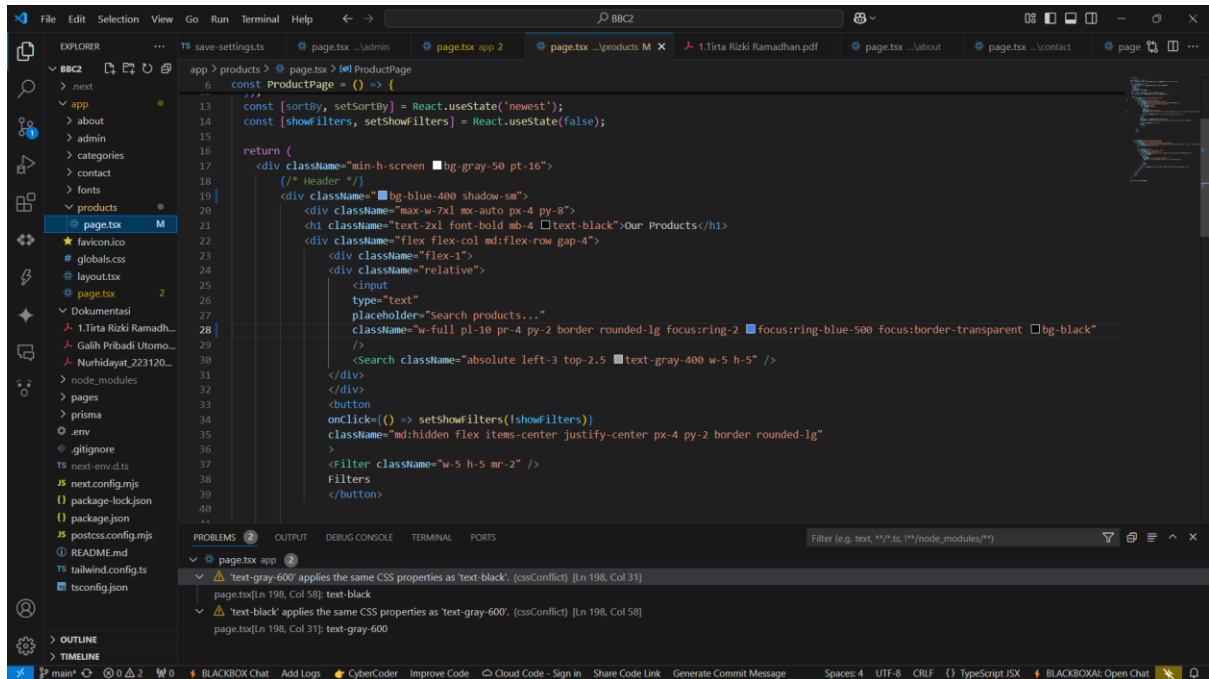 File Edit Selection View Go Run Terminal Help
BBC2
EXPLORER
TS save-settings.ts
page.tsx ...\admin
page.tsx app 2
page.tsx ...\products M
1.Tirta Rizki Ramadhan.pdf
page.tsx ...\about
page.tsx ...\contact
page
BBC2
.next
app
about
admin
categories
contact
fonts
products
page.tsx M
favicon.ico
# globals.css
layout.tsx
page.tsx 2
Dokumentasi
1.Tirta Rizki Ramadh...
Galih Pribadi Utomo...
Nurhidayat_223120...
node_modules
pages
prisma
.env
.gitignore
TS next-env.d.ts
JS next.config.mjs
{} package-lock.json
{} package.json
JS postcss.config.mjs
README.md
TS tailwind.config.ts
tsconfig.json
OUTLINE
TIMELINE
app > products > page.tsx > ProductPage
6 const ProductPage = () => {
13 const [sortBy, setSortBy] = React.useState('newest');
14 const [showFilters, setShowFilters] = React.useState(false);
15
16 return (
17 <div className="min-h-screen bg-gray-50 pt-16">
18 {/* Header */}
19 <div className="bg-blue-400 shadow-sm">
20 <div className="max-w-7xl mx-auto px-4 py-8">
21 <h1 className="text-2xl font-bold mb-4 text-black">Our Products</h1>
22 <div className="flex flex-col md:flex-row gap-4">
23 <div className="flex-1">
24 <div className="relative">
25 <input
26 type="text"
27 placeholder="Search products..."
28 className="w-full pl-10 pr-4 py-2 border rounded-lg focus:ring-2 focus:ring-blue-500 focus:border-transparent bg-black"
29 />
30 <Search className="absolute left-3 top-2.5 text-gray-400 w-5 h-5" />
31 </div>
32 </div>
33 <button
34 onClick={() => setShowFilters(!showFilters)}
35 className="md:hidden flex items-center justify-center px-4 py-2 border rounded-lg"
36 >
37 <Filter className="w-5 h-5 mr-2" />
38 Filters
39 </button>
40
PROBLEMS 2 OUTPUT DEBUG CONSOLE TERMINAL PORTS
Filter (e.g. text, **/*.ts, !**/node_modules/**)
page.tsx app 2
'text-gray-600' applies the same CSS properties as 'text-black'. (cssConflict) [Ln 198, Col 31]
page.tsx[Ln 198, Col 58]: text-black
'text-black' applies the same CSS properties as 'text-gray-600'. (cssConflict) [Ln 198, Col 58]
page.tsx[Ln 198, Col 31]: text-gray-600
main* 0 2 0 BLACKBOX Chat Add Logs CyberCoder Improve Code Cloud Code - Sign in Share Code Link Generate Commit Message Spaces: 4 UTF-8 CRLF {} TypeScript JSX BLACKBOXAI: Open Chat